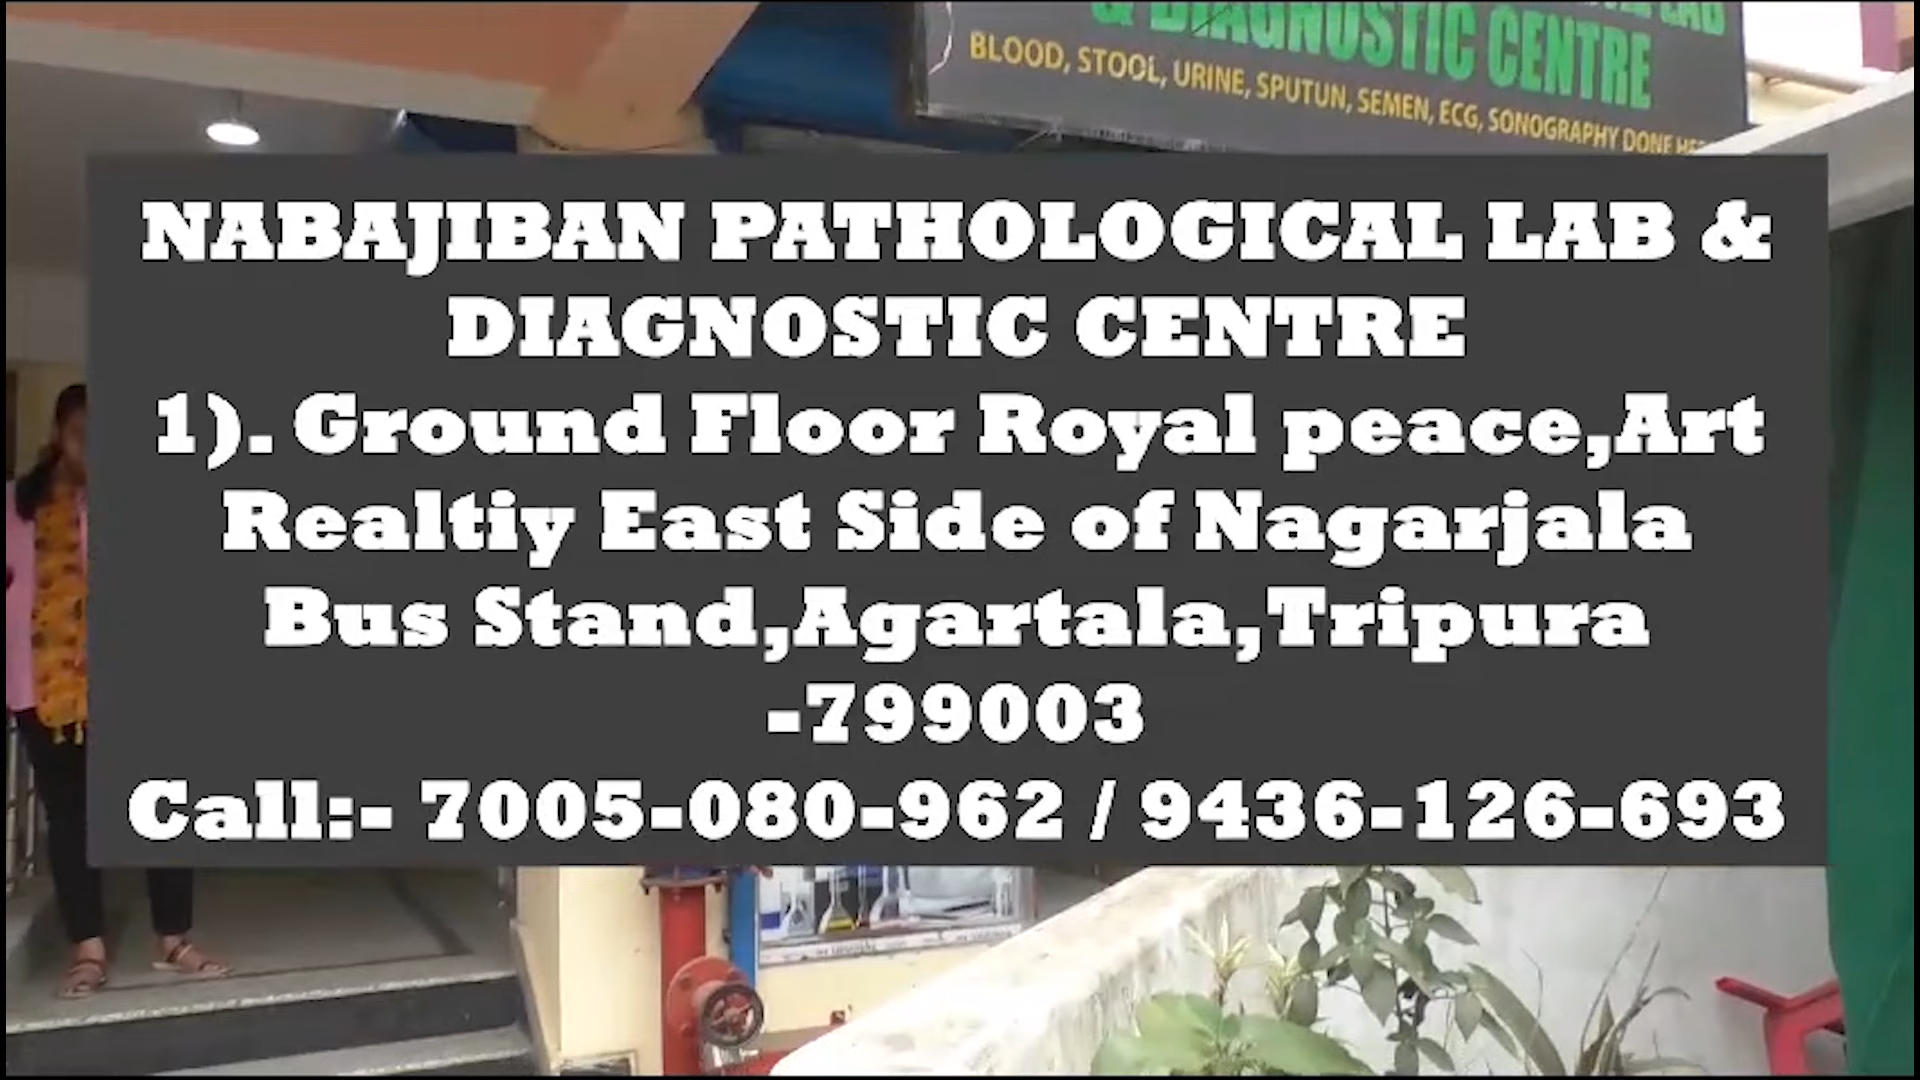 & DIAGNOSTIC CENTRE
BLOOD, STOOL, URINE, SPUTUN, SEMEN, ECG, SONOGRAPHY DONE
NABAJIBAN PATHOLOGICAL LAB &
DIAGNOSTIC CENTRE
1). Ground Floor Royal peace,Art
Realtiy East Side of Nagarjala
Bus Stand,Agartala,Tripura
-799003
Call:- 7005-080-962 / 9436-126-693